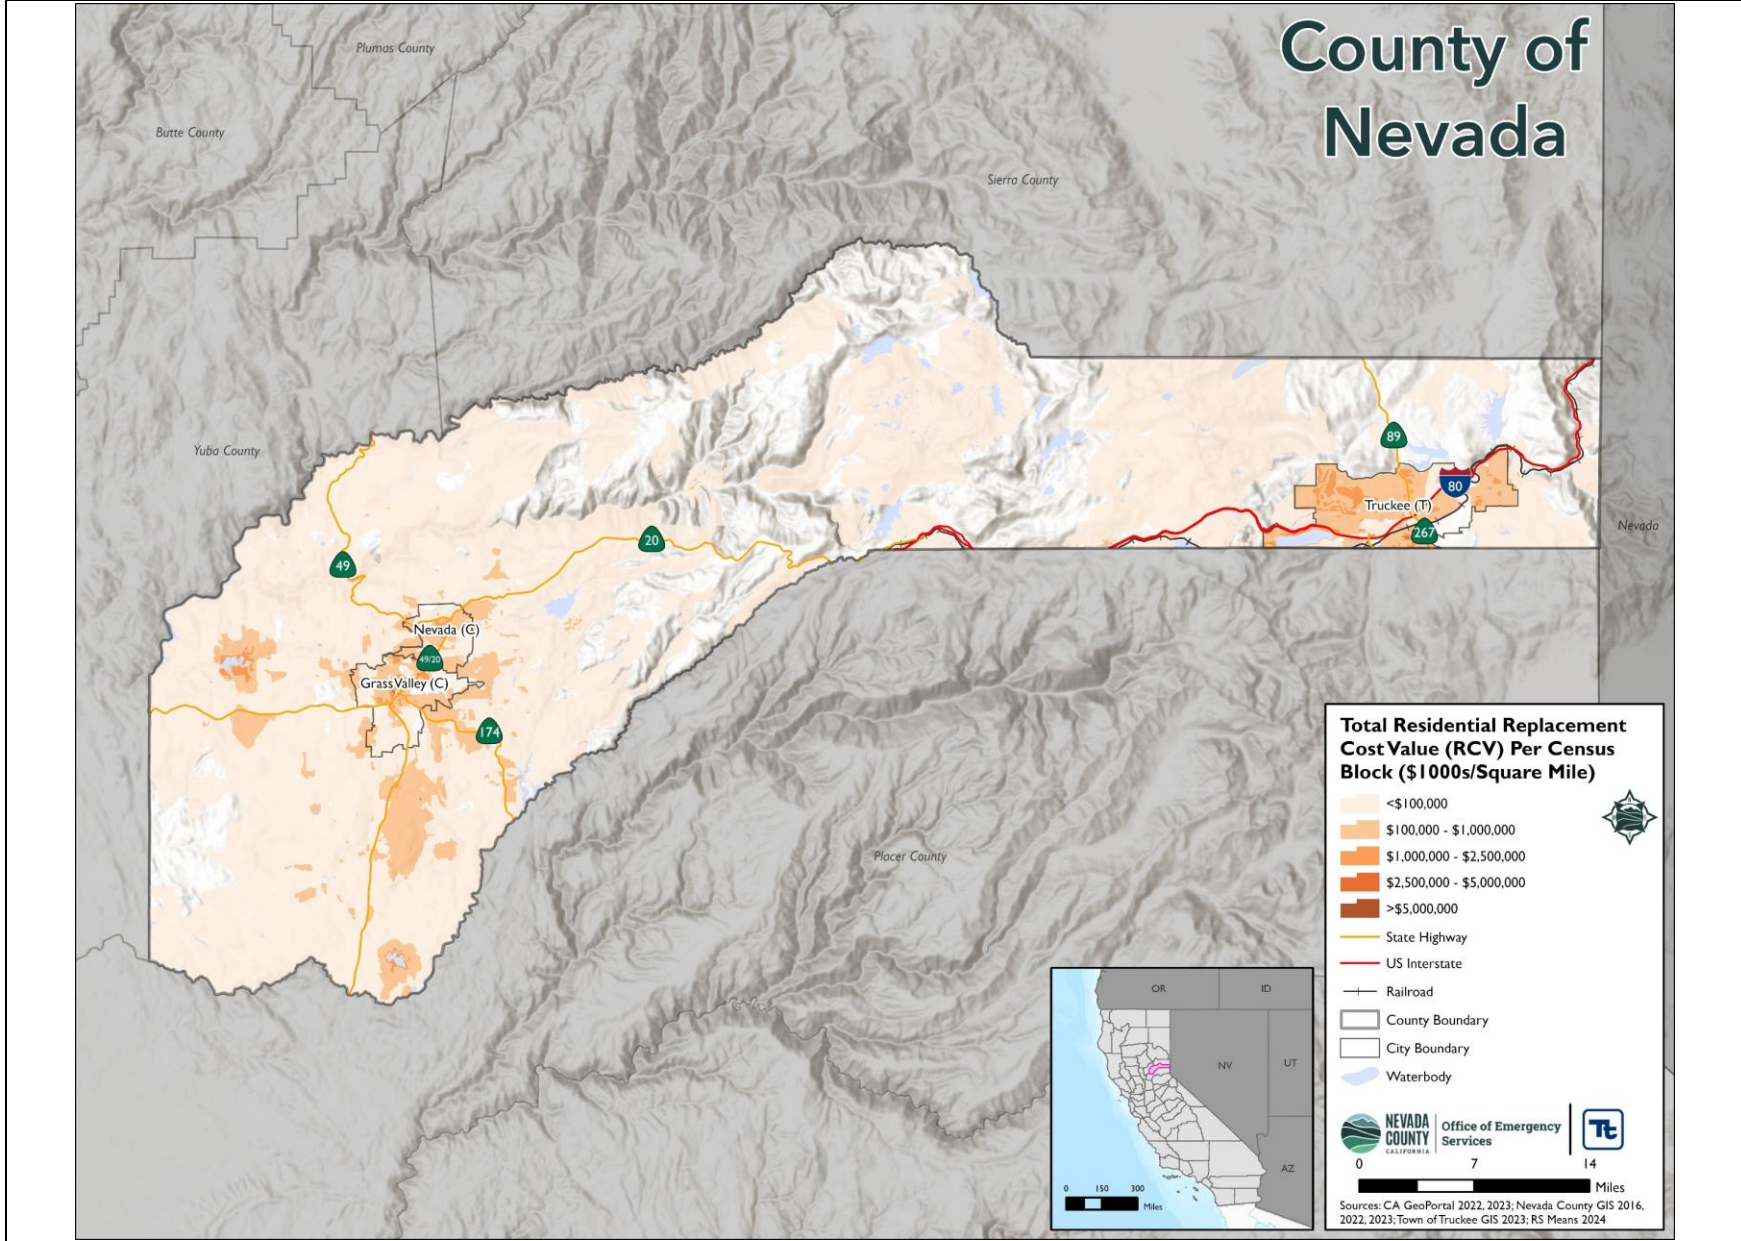 County of
Nevada
Plumas County
Butte County
Sierra County
Yuba County
89
80
Truckee (T)
267
Nevada
20
49
Nevada (C)
49/20
Grass Valley (C)
174
Placer County
Total Residential Replacement
Cost Value (RCV) Per Census
Block ($1000s/Square Mile)
<$100,000
$100,000 - $1,000,000
$1,000,000 - $2,500,000
$2,500,000 - $5,000,000
>$5,000,000
State Highway
US Interstate
Railroad
County Boundary
City Boundary
Waterbody
NEVADA
COUNTY
CALIFORNIA
Office of Emergency
Services
Tt
0 7 14
Miles
Sources: CA GeoPortal 2022, 2023; Nevada County GIS 2016,
2022, 2023; Town of Truckee GIS 2023; RS Means 2024
OR
ID
NV
UT
AZ
0 150 300
Miles